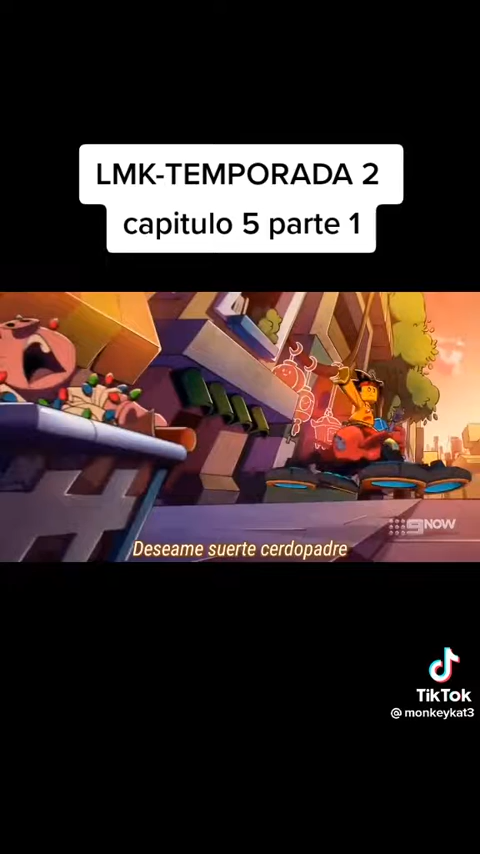 LMK-TEMPORADA 2
capitulo 5 parte 1
9NOW
Deseame suerte cerdopadre
TikTok
@monkeykat3